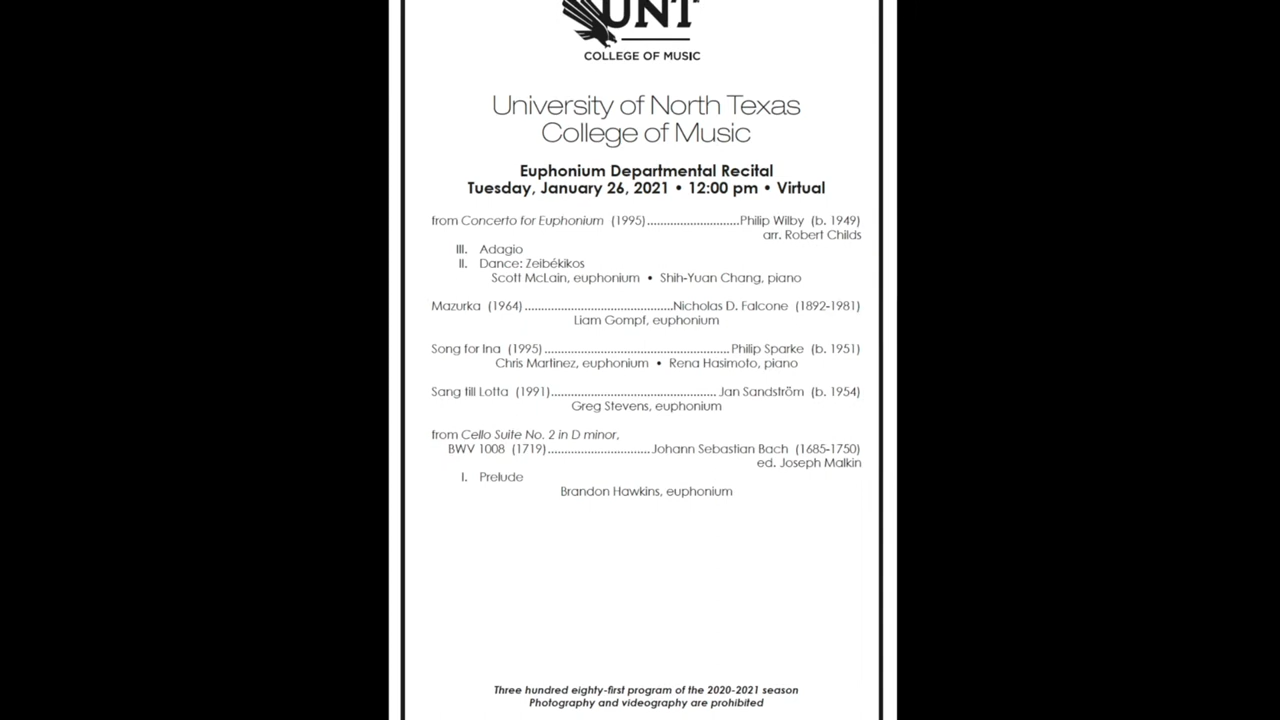 UNT
COLLEGE OF MUSIC
University of North Texas
College of Music
Euphonium Departmental Recital
Tuesday, January 26, 2021 • 12:00 pm • Virtual
from Concerto for Euphonium (1995)............................Philip Wilby (b. 1949)
arr. Robert Childs
III. Adagio
II. Dance: Zeibékikos
Scott McLain, euphonium • Shih-Yuan Chang, piano
Mazurka (1964).............................................Nicholas D. Falcone (1892-1981)
Liam Gompf, euphonium
Song for Ina (1995)........................................................Philip Sparke (b. 1951)
Chris Martinez, euphonium • Rena Hasimoto, piano
Sang till Lotta (1991)..................................................Jan Sandström (b. 1954)
Greg Stevens, euphonium
from Cello Suite No. 2 in D minor,
BWV 1008 (1719)...............................Johann Sebastian Bach (1685-1750)
ed. Joseph Malkin
I. Prelude
Brandon Hawkins, euphonium
Three hundred eighty-first program of the 2020-2021 season
Photography and videography are prohibited